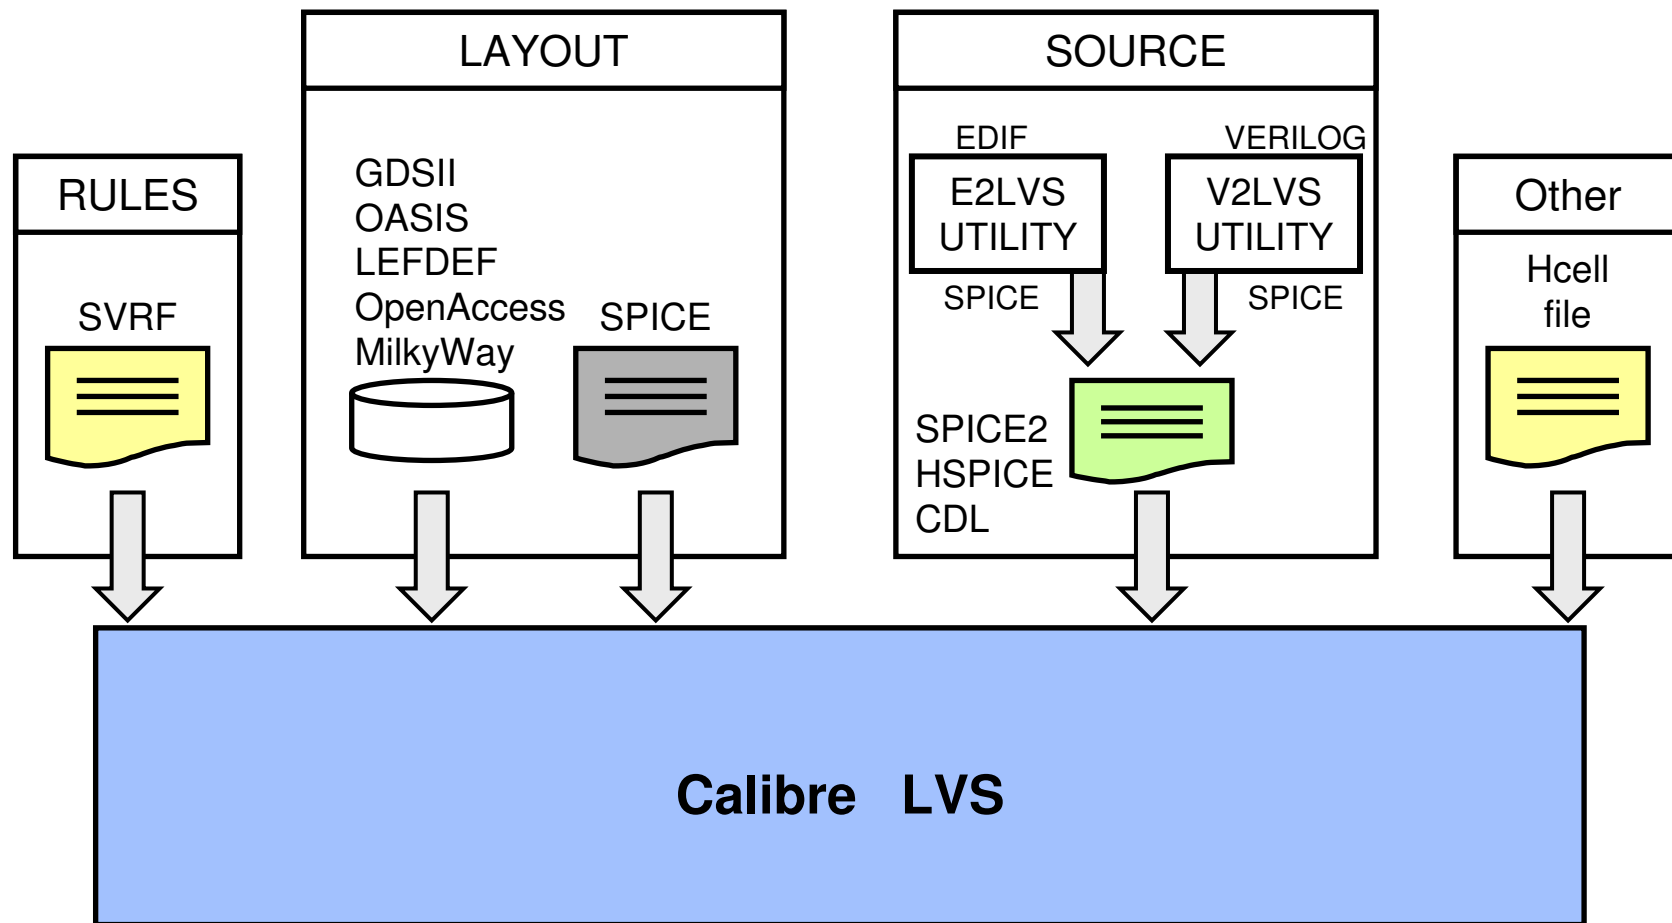 RULES
SVRF
LAYOUT
GDSII
OASIS
LEFDEF
OpenAccess
MilkyWay
SPICE
SOURCE
EDIF
E2LVS
UTILITY
SPICE
VERILOG
V2LVS
UTILITY
SPICE
SPICE2
HSPICE
CDL
Other
Hcell
file
Calibre LVS